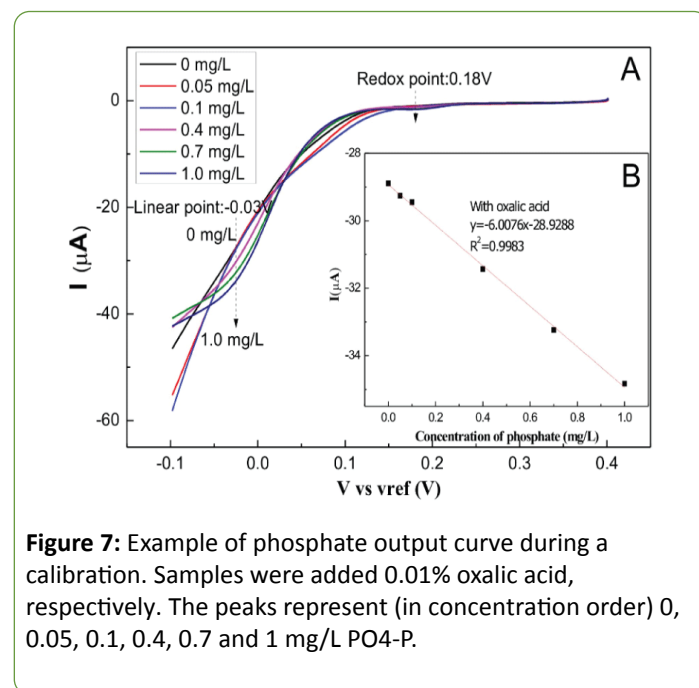 0 mg/L
0.05 mg/L
0.1 mg/L
0.4 mg/L
0.7 mg/L
1.0 mg/L
A
Redox point:0.18V
Linear point:-0.03V
0 mg/L
1.0 mg/L
0
-20
-40
-60
I (μA)
-0.1 0.0 0.1 0.2 0.3 0.4
V vs vref (V)
B
With oxalic acid
y=-6.0076x-28.9288
R²=0.9983
-28
-30
-32
-34
I(μA)
0.0 0.2 0.4 0.6 0.8 1.0
Concentration of phosphate (mg/L)
Figure 7: Example of phosphate output curve during a
calibration. Samples were added 0.01% oxalic acid,
respectively. The peaks represent (in concentration order) 0,
0.05, 0.1, 0.4, 0.7 and 1 mg/L PO4-P.